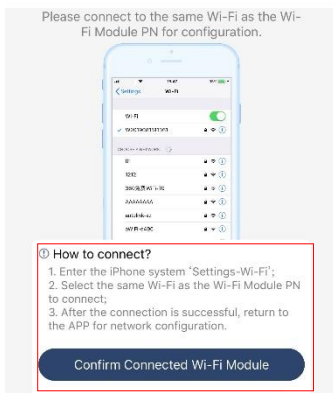 Please connect to the same Wi-Fi as the Wi-
Fi Module PN for configuration.
Settings
Wi-Fi
Wi-Fi
1212
AAAAAAAA
How to connect?
1. Enter the iPhone system ‘Settings-Wi-Fi’;
2. Select the same Wi-Fi as the Wi-Fi Module PN
to connect;
3. After the connection is successful, return to
the APP for network configuration.
Confirm Connected Wi-Fi Module